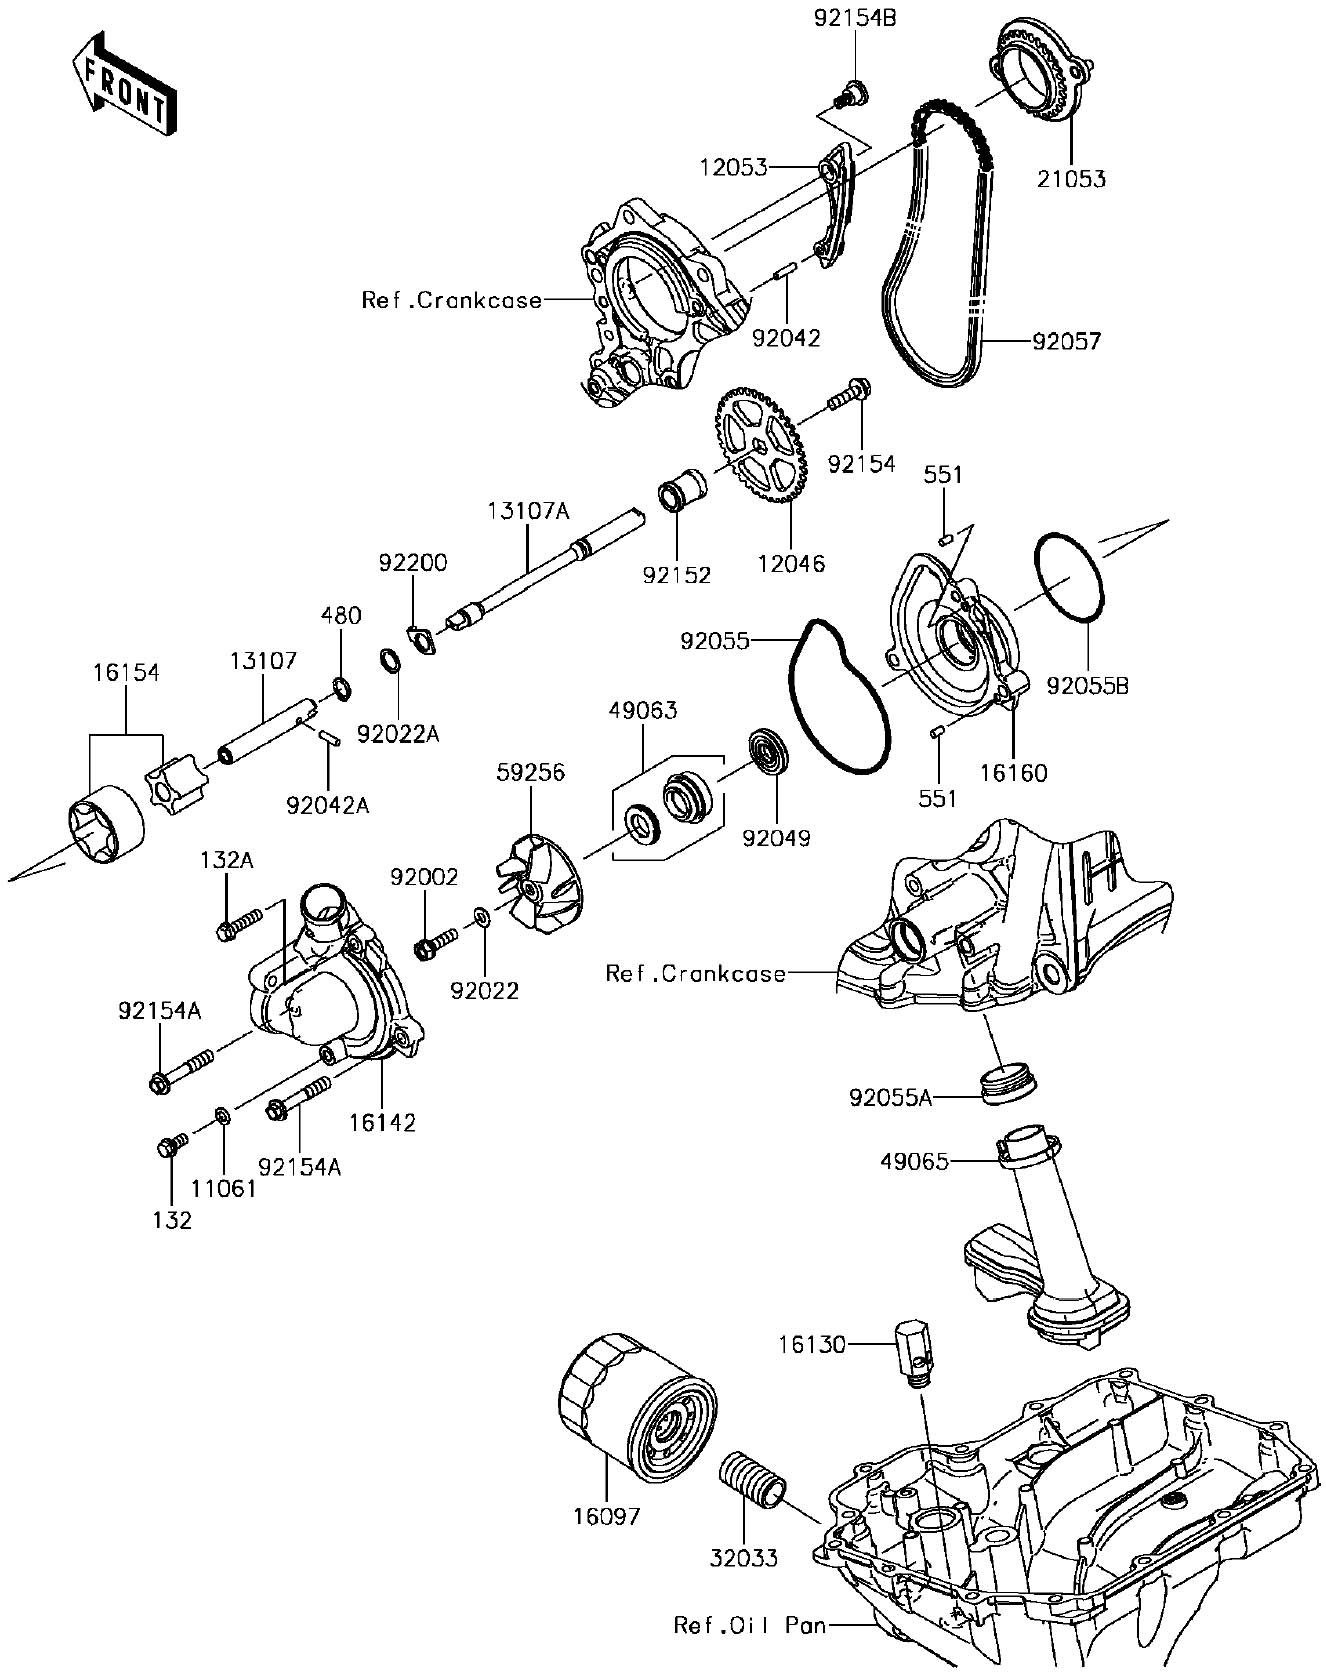 92154B
FRONT
12053
21053
Ref.Crankcase
92042
92057
92154
551
13107A
12046
92152
92200
480
92055
13107
16154
92055B
49063
92022A
59256
16160
92042A
551
92049
132A
92002
Ref.Crankcase
92022
92154A
92055A
16142
49065
92154A
11061
132
16130
16097
32033
Ref.Oil Pan